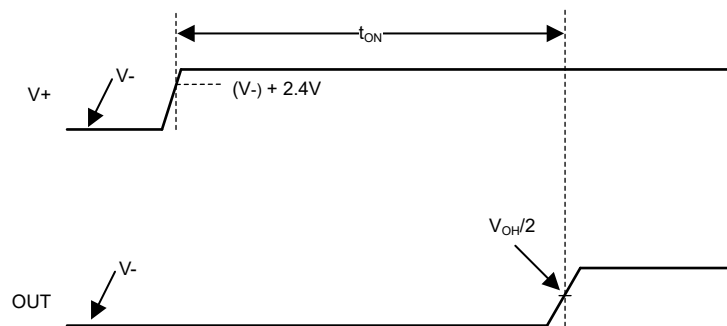 tON
V-
V+
(V-) + 2.4V
VOH/2
V-
OUT